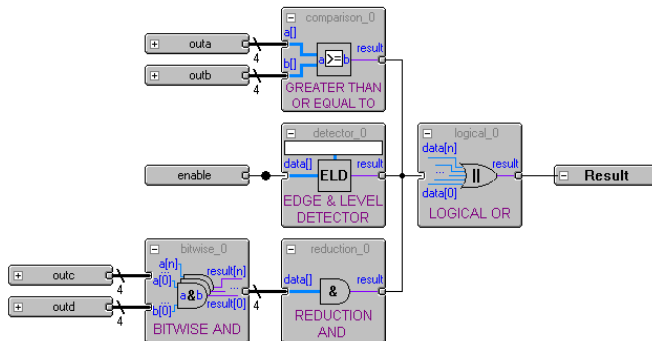 comparison_0
a[]
outa
4
result
a >= b
b[]
outb
4
GREATER THAN
OR EQUAL TO
detector_0
logical_0
data[n]
enable
data[]
ELD
result
...
||
result
Result
data[0]
EDGE & LEVEL
DETECTOR
LOGICAL OR
bitwise_0
reduction_0
a[n]
...
result[n]
outc
4
a[0]
a&b
...
4
data[]
&
result
...
outd
4
b[0]
result[0]
BITWISE AND
REDUCTION
AND